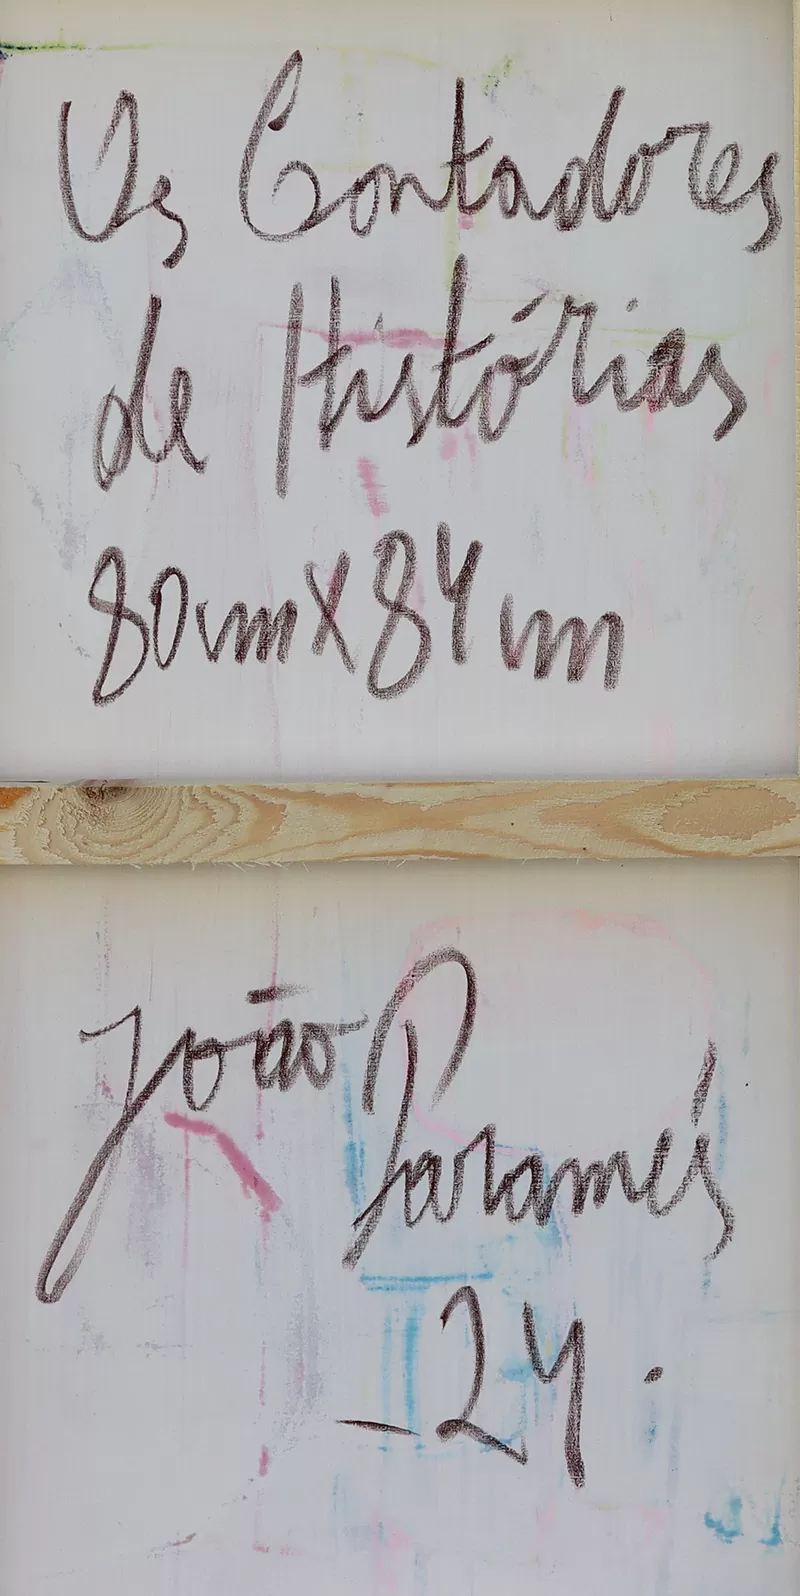 Os Contadores
de Histórias
80cm X 84cm
João Paramés
- 24.